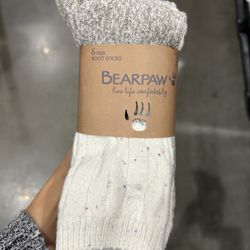 6 PAIR
BOOT SOCKS
BEARPAW
live life comfortably